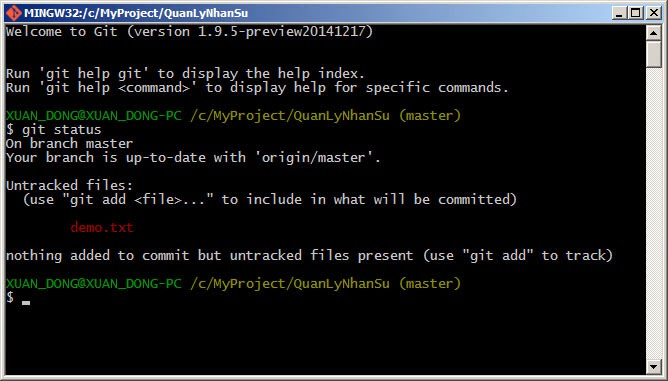 MINGW32:/c/MyProject/QuanLyNhanSu
Welcome to Git (version 1.9.5-preview20141217)
Run 'git help git' to display the help index.
Run 'git help <command>' to display help for specific commands.
XUAN_DONG@XUAN_DONG-PC /c/MyProject/QuanLyNhanSu (master)
$ git status
On branch master
Your branch is up-to-date with 'origin/master'.
Untracked files:
(use "git add <file>..." to include in what will be committed)
demo.txt
nothing added to commit but untracked files present (use "git add" to track)
XUAN_DONG@XUAN_DONG-PC /c/MyProject/QuanLyNhanSu (master)
$